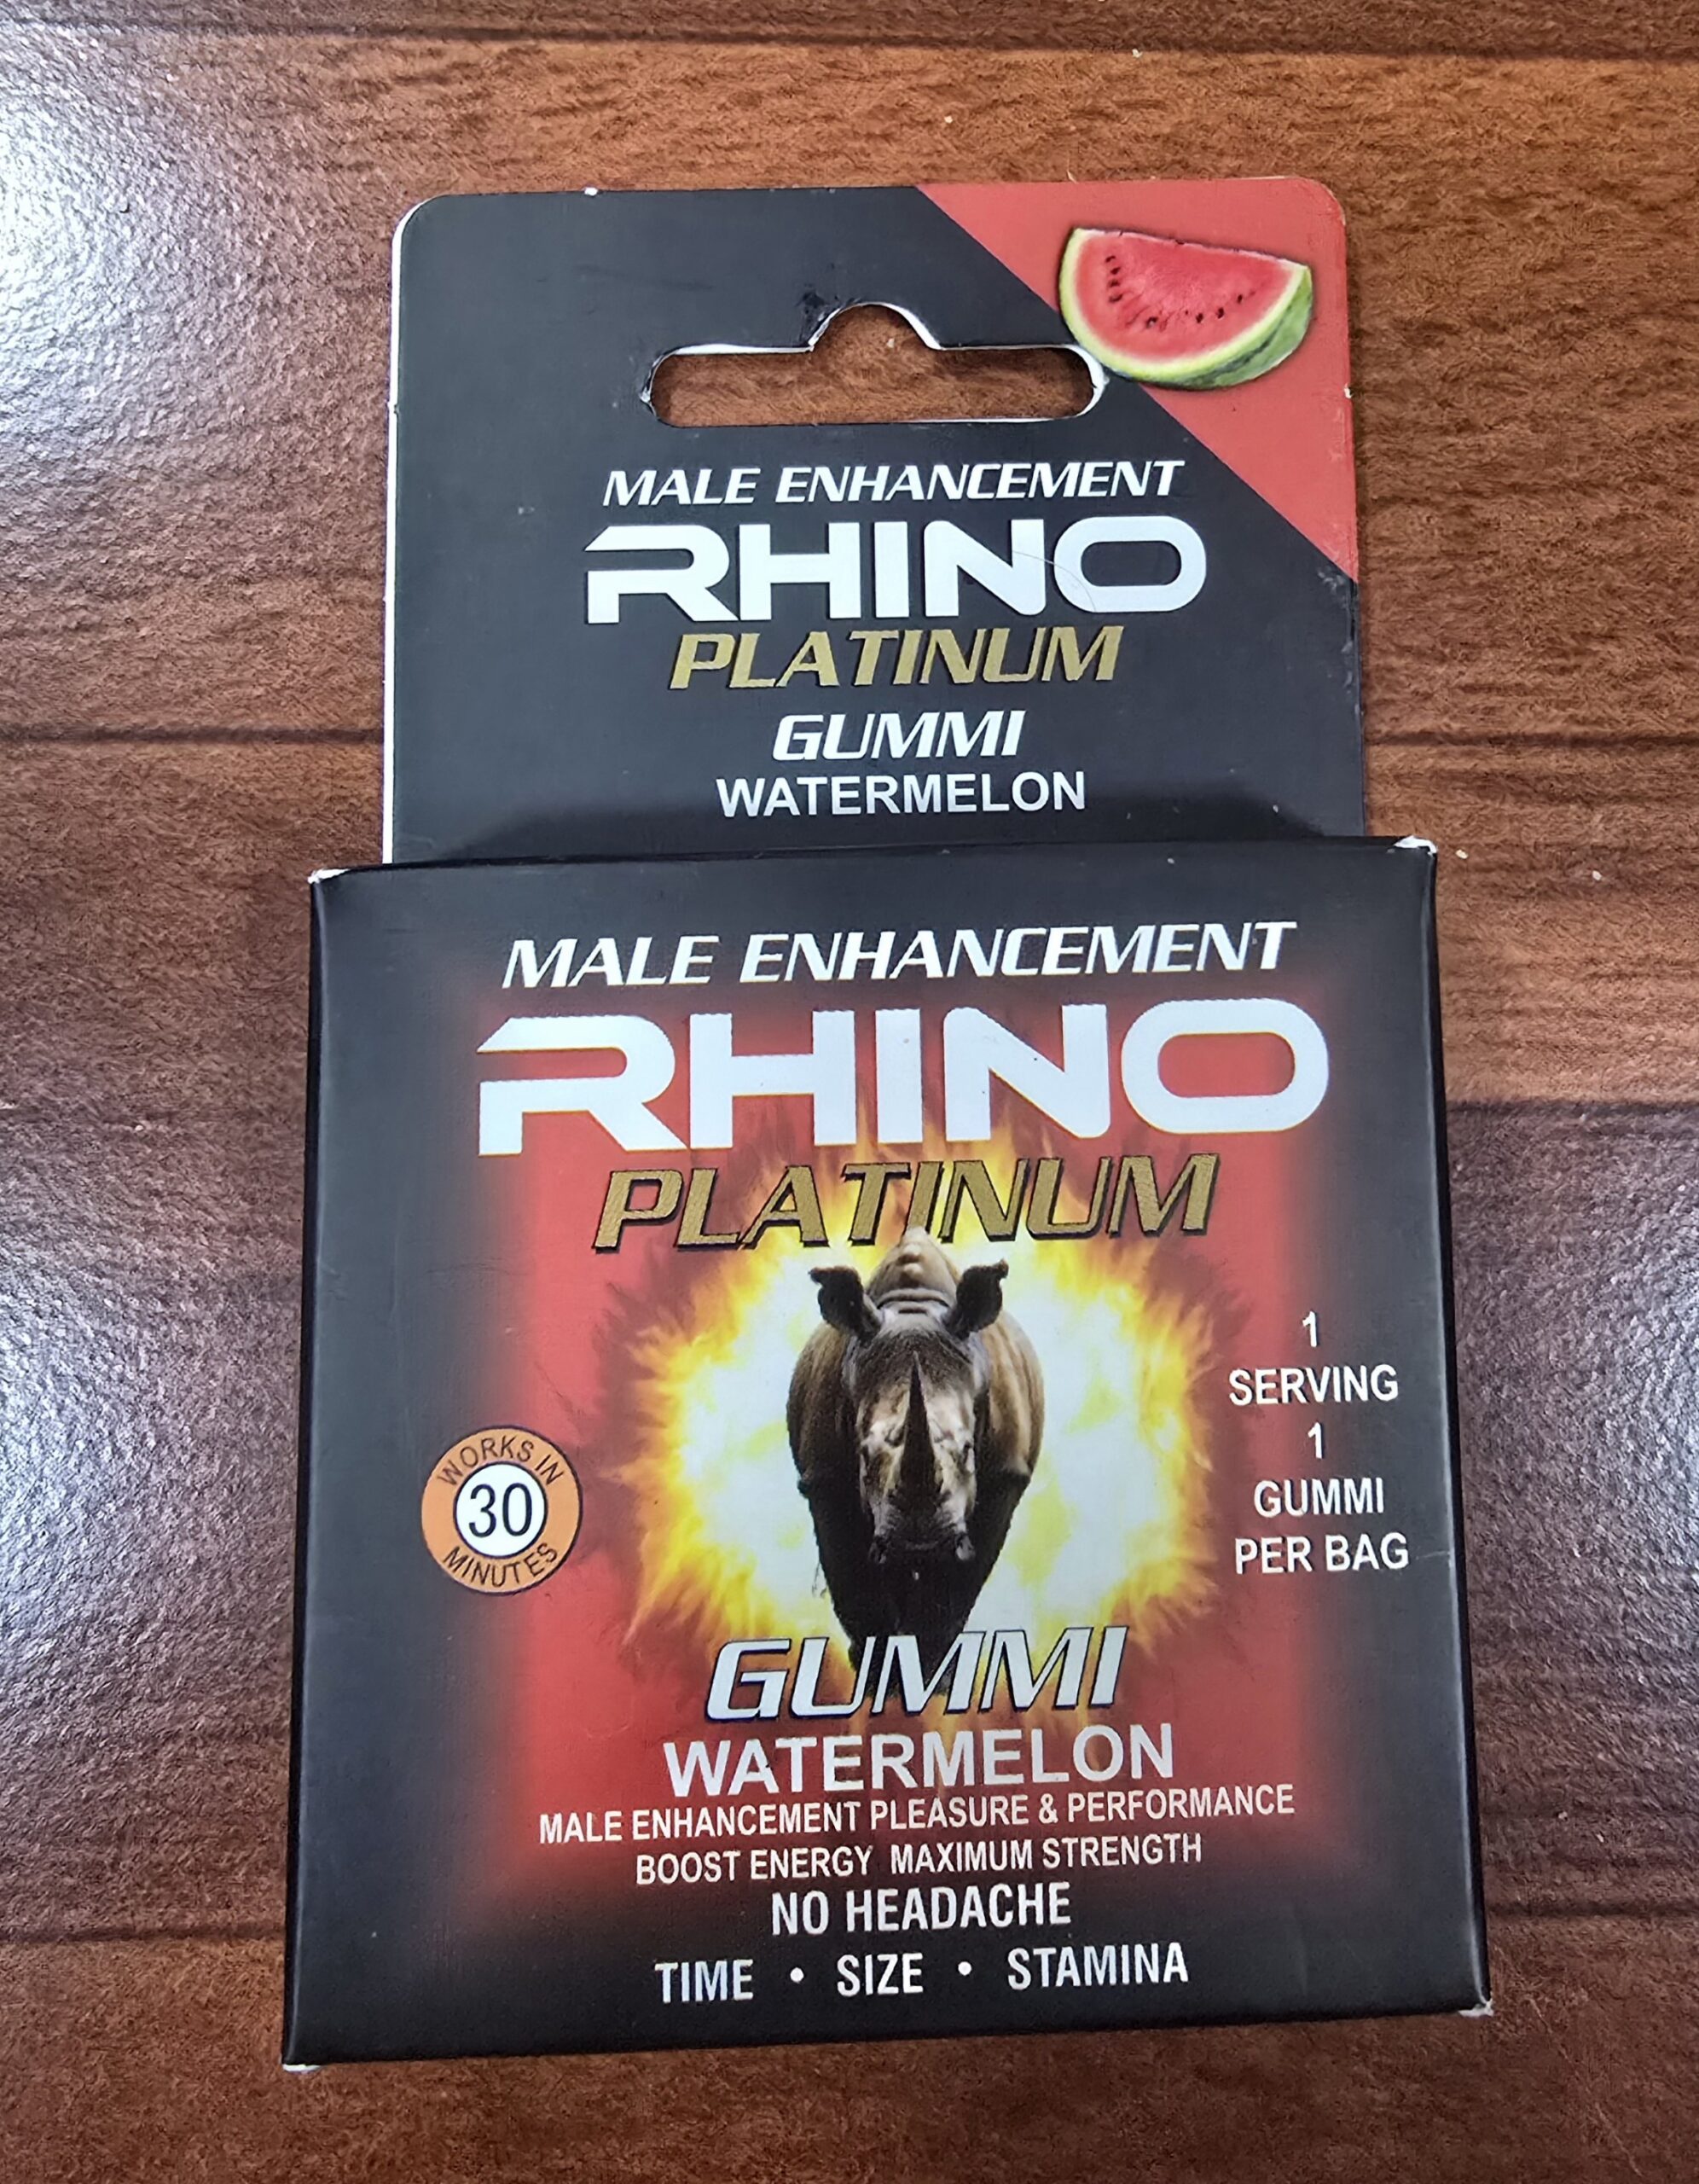 MALE ENHANCEMENT
RHINO
PLATINUM
GUMMI
WATERMELON
MALE ENHANCEMENT
RHINO
PLATINUM
1
SERVING
1
GUMMI
PER BAG
WORKS IN
30
MINUTES
GUMMI
WATERMELON
MALE ENHANCEMENT PLEASURE & PERFORMANCE
BOOST ENERGY MAXIMUM STRENGTH
NO HEADACHE
TIME • SIZE • STAMINA